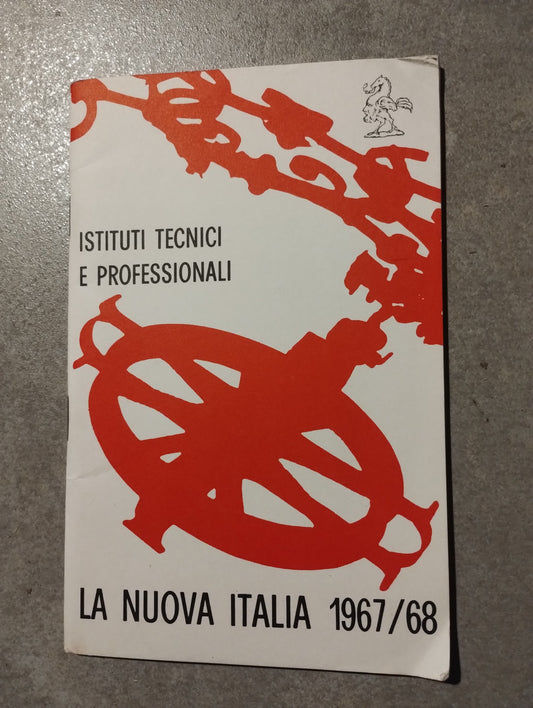 ISTITUTI TECNICI
E PROFESSIONALI
LA NUOVA ITALIA 1967/68